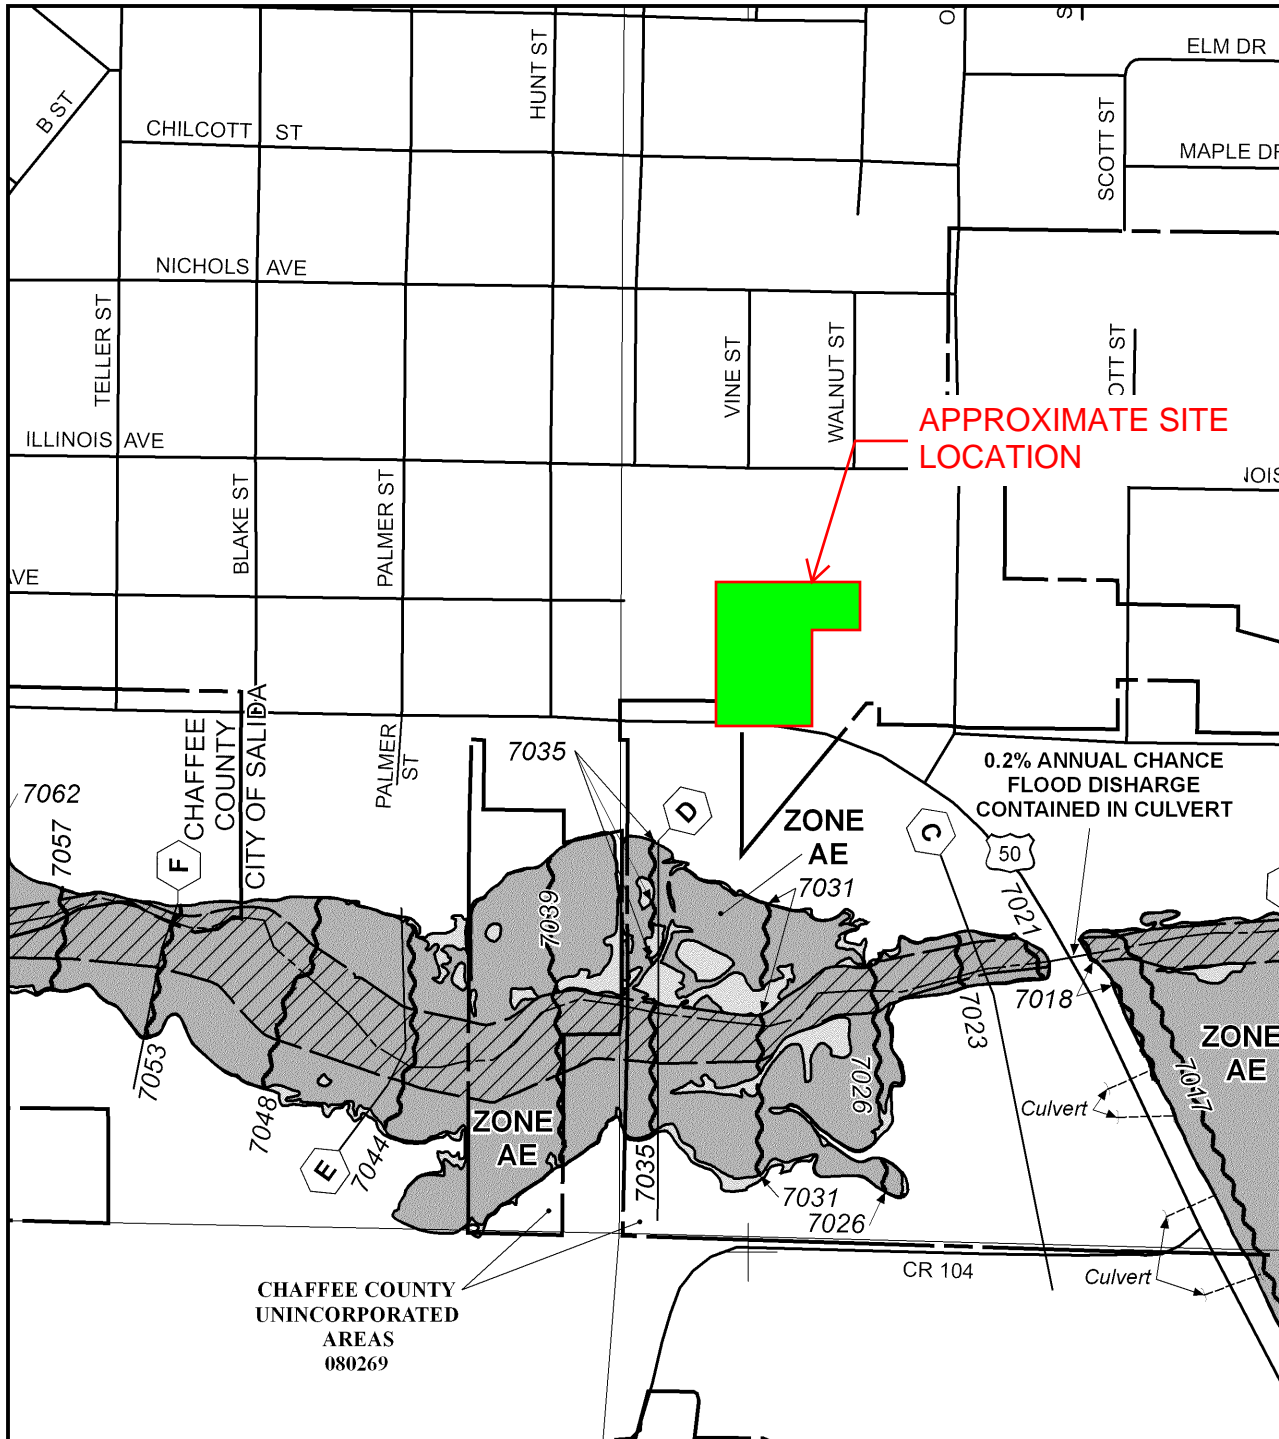 ELM DR
HUNT ST
B ST
CHILCOTT ST
SCOTT ST
MAPLE DR
NICHOLS AVE
TELLER ST
VINE ST
WALNUT ST
OTT ST
APPROXIMATE SITE
LOCATION
ILLINOIS AVE
NOIS
BLAKE ST
PALMER ST
AVE
CHAFFEE
COUNTY
CITY OF SALIDA
PALMER
ST
7035
7062
7057
F
D
ZONE
AE
C
0.2% ANNUAL CHANCE
FLOOD DISHARGE
CONTAINED IN CULVERT
50
7031
7039
7021
7018
7023
ZONE
AE
7053
7048
7044
E
ZONE
AE
7026
7017
Culvert
7035
7031
7026
CR 104
Culvert
CHAFFEE COUNTY
UNINCORPORATED
AREAS
080269